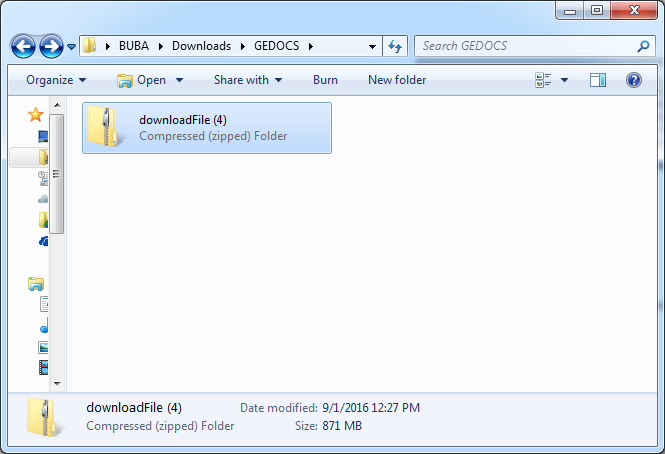 BUBA Downloads GEDOCS Search GEDOCS
Organize Open Share with Burn New folder
downloadFile (4)
Compressed (zipped) Folder
downloadFile (4) Date modified: 9/1/2016 12:27 PM
Compressed (zipped) Folder Size: 871 MB